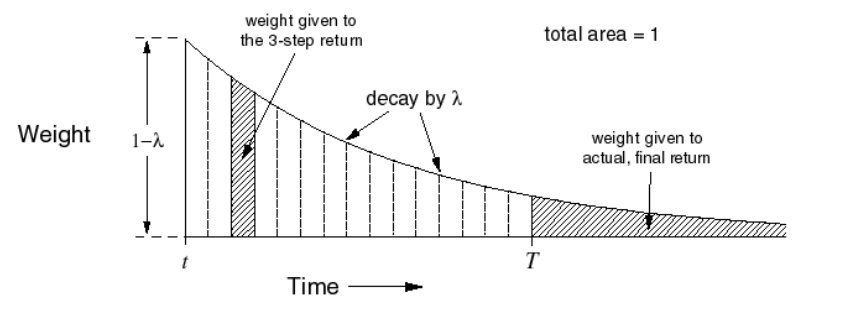 weight given to
the 3-step return
total area = 1
decay by λ
Weight
1–λ
weight given to
actual, final return
t
T
Time